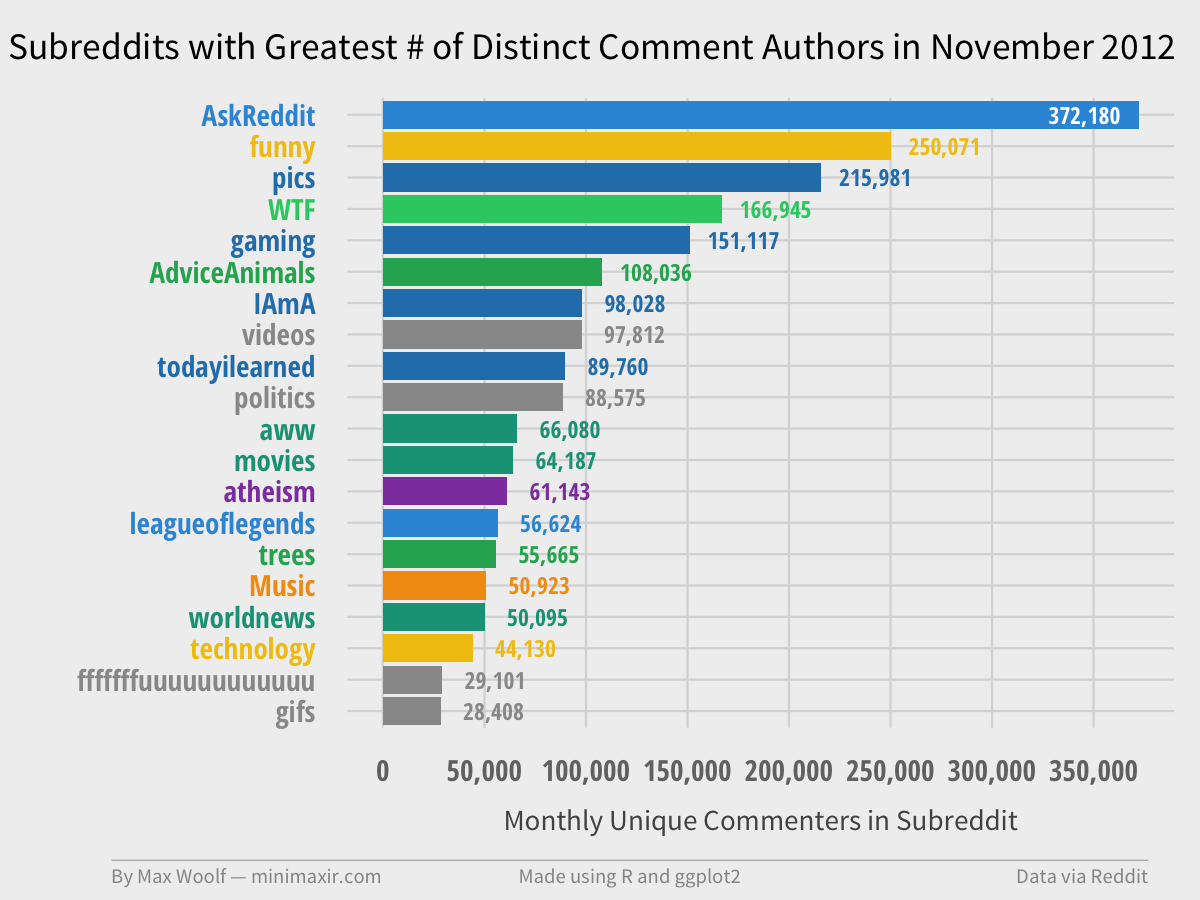 Subreddits with Greatest # of Distinct Comment Authors in November 2012
AskReddit 372,180
funny 250,071
pics 215,981
WTF 166,945
gaming 151,117
AdviceAnimals 108,036
IAmA 98,028
videos 97,812
todayilearned 89,760
politics 88,575
aww 66,080
movies 64,187
atheism 61,143
leagueoflegends 56,624
trees 55,665
Music 50,923
worldnews 50,095
technology 44,130
fffffffuuuuuuuuuuuu 29,101
gifs 28,408
0 50,000 100,000 150,000 200,000 250,000 300,000 350,000
Monthly Unique Commenters in Subreddit
By Max Woolf — minimaxir.com Made using R and ggplot2 Data via Reddit